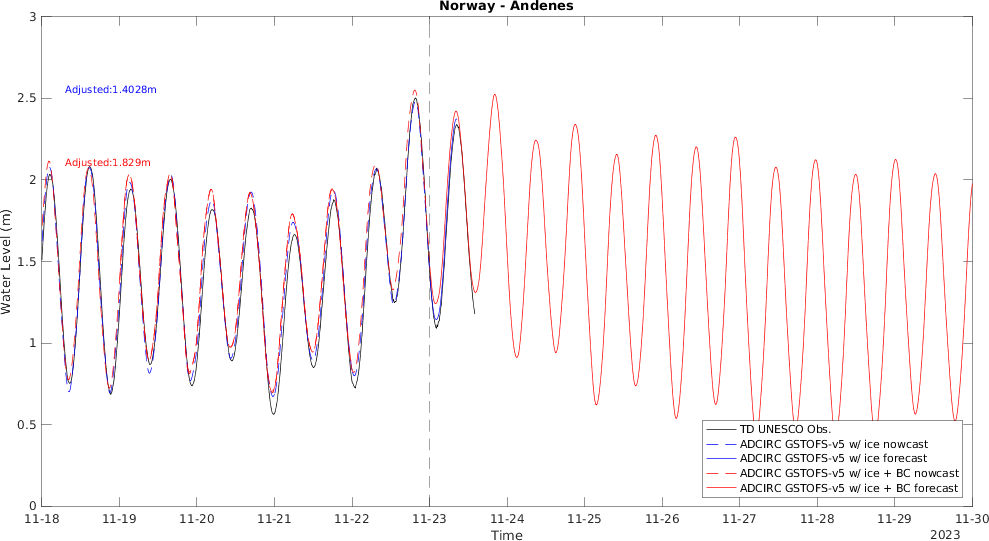 Norway - Andenes
3
2.5
2
1.5
1
0.5
0
Water Level (m)
Adjusted:1.4028m
Adjusted:1.829m
TD UNESCO Obs.
ADCIRC GSTOFS-v5 w/ ice nowcast
ADCIRC GSTOFS-v5 w/ ice forecast
ADCIRC GSTOFS-v5 w/ ice + BC nowcast
ADCIRC GSTOFS-v5 w/ ice + BC forecast
11-18 11-19 11-20 11-21 11-22 11-23 11-24 11-25 11-26 11-27 11-28 11-29 11-30
Time
2023